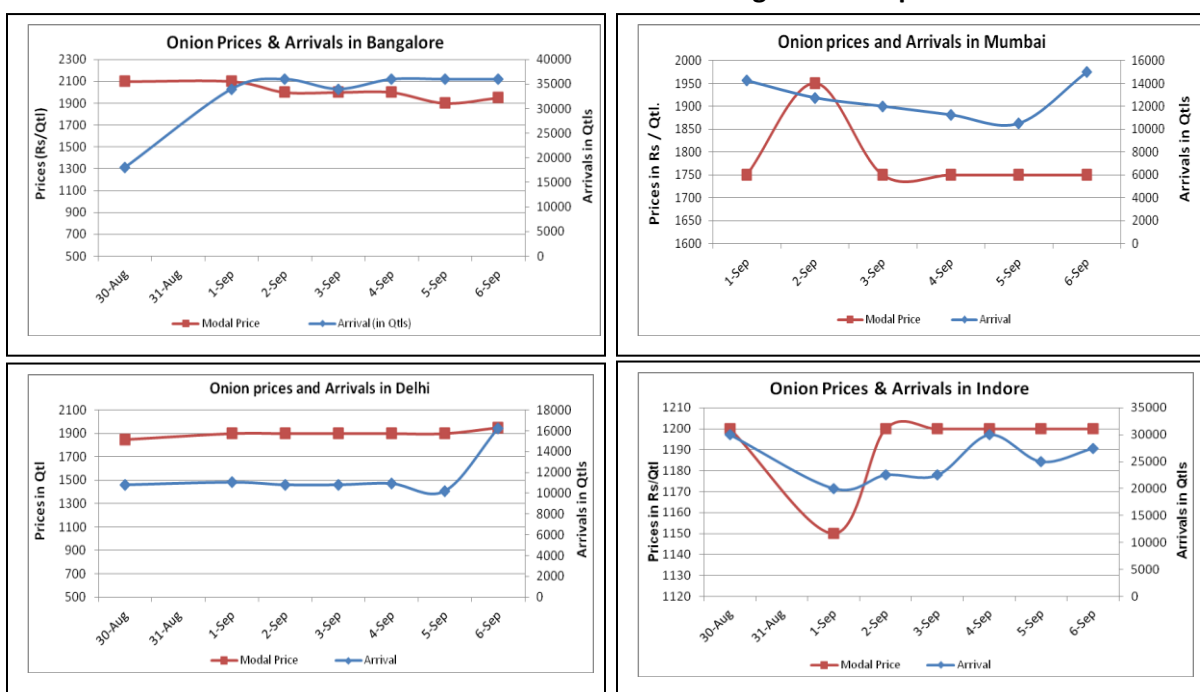 Onion Prices & Arrivals in Bangalore
2300
2100
1900
1700
1500
1300
1100
900
700
500
Prices (Rs/Qtl)
40000
35000
30000
25000
20000
15000
10000
5000
0
Arrivals in Qtls
30-Aug
31-Aug
1-Sep
2-Sep
3-Sep
4-Sep
5-Sep
6-Sep
Modal Price
Arrival (in Qtls)
Onion prices and Arrivals in Mumbai
2000
1950
1900
1850
1800
1750
1700
1650
1600
Prices in Rs / Qtl.
16000
14000
12000
10000
8000
6000
4000
2000
0
Arrivals in Qtls
1-Sep
2-Sep
3-Sep
4-Sep
5-Sep
6-Sep
Modal Price
Arrival
Onion prices and Arrivals in Delhi
2100
1900
1700
1500
1300
1100
900
700
500
Prices in Qtl
18000
16000
14000
12000
10000
8000
6000
4000
2000
0
Arrivals in Qtls
30-Aug
31-Aug
1-Sep
2-Sep
3-Sep
4-Sep
5-Sep
6-Sep
Modal Price
Arrival
Onion Prices & Arrivals in Indore
1210
1200
1190
1180
1170
1160
1150
1140
1130
1120
Prices in Rs/Qtl
35000
30000
25000
20000
15000
10000
5000
0
Arrivals in Qtls
30-Aug
31-Aug
1-Sep
2-Sep
3-Sep
4-Sep
5-Sep
6-Sep
Modal Price
Arrival